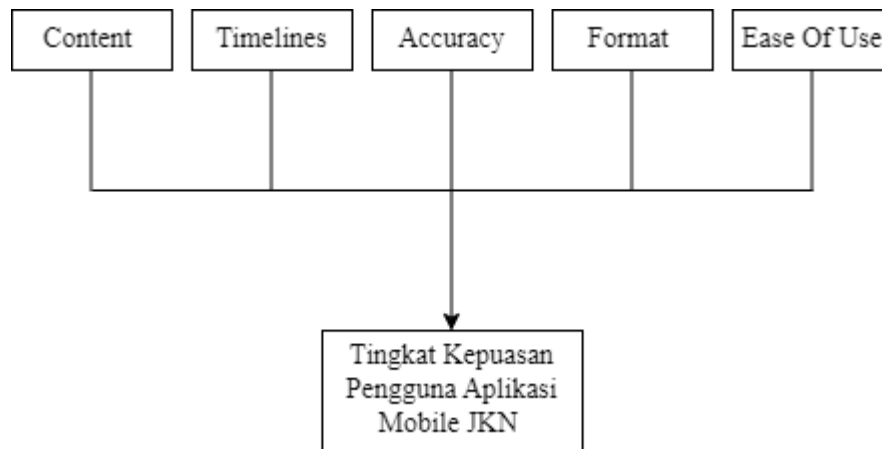 Content
Timelines
Accuracy
Format
Ease Of Use
Tingkat Kepuasan
Pengguna Aplikasi
Mobile JKN